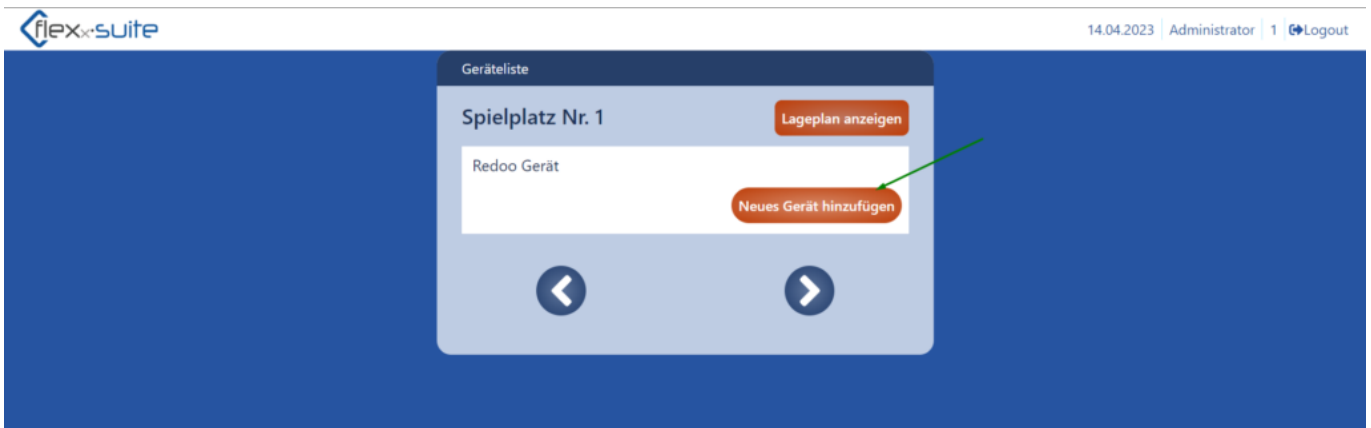 flexx suite
14.04.2023 Administrator 1 Logout
Geräteliste
Spielplatz Nr. 1
Lageplan anzeigen
Redoo Gerät
Neues Gerät hinzufügen